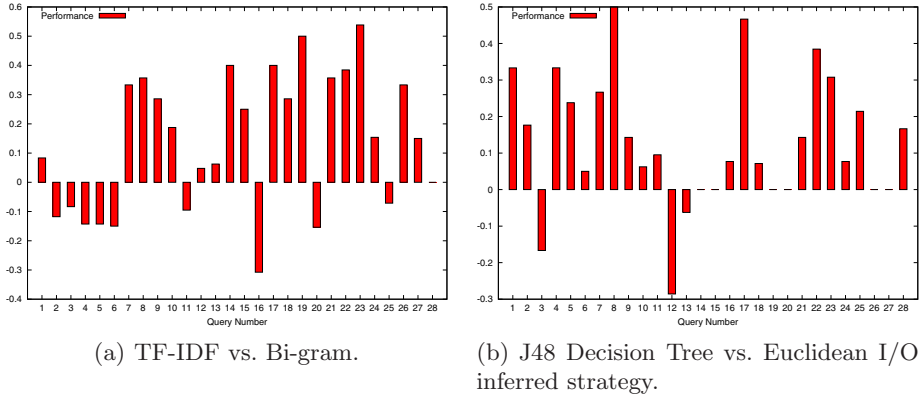 Performance
0.6
0.5
0.4
0.3
0.2
0.1
0
-0.1
-0.2
-0.3
-0.4
1 2 3 4 5 6 7 8 9 10 11 12 13 14 15 16 17 18 19 20 21 22 23 24 25 26 27 28
Query Number
(a) TF-IDF vs. Bi-gram.
Performance
0.5
0.4
0.3
0.2
0.1
0
-0.1
-0.2
-0.3
1 2 3 4 5 6 7 8 9 10 11 12 13 14 15 16 17 18 19 20 21 22 23 24 25 26 27 28
Query Number
(b) J48 Decision Tree vs. Euclidean I/O
inferred strategy.